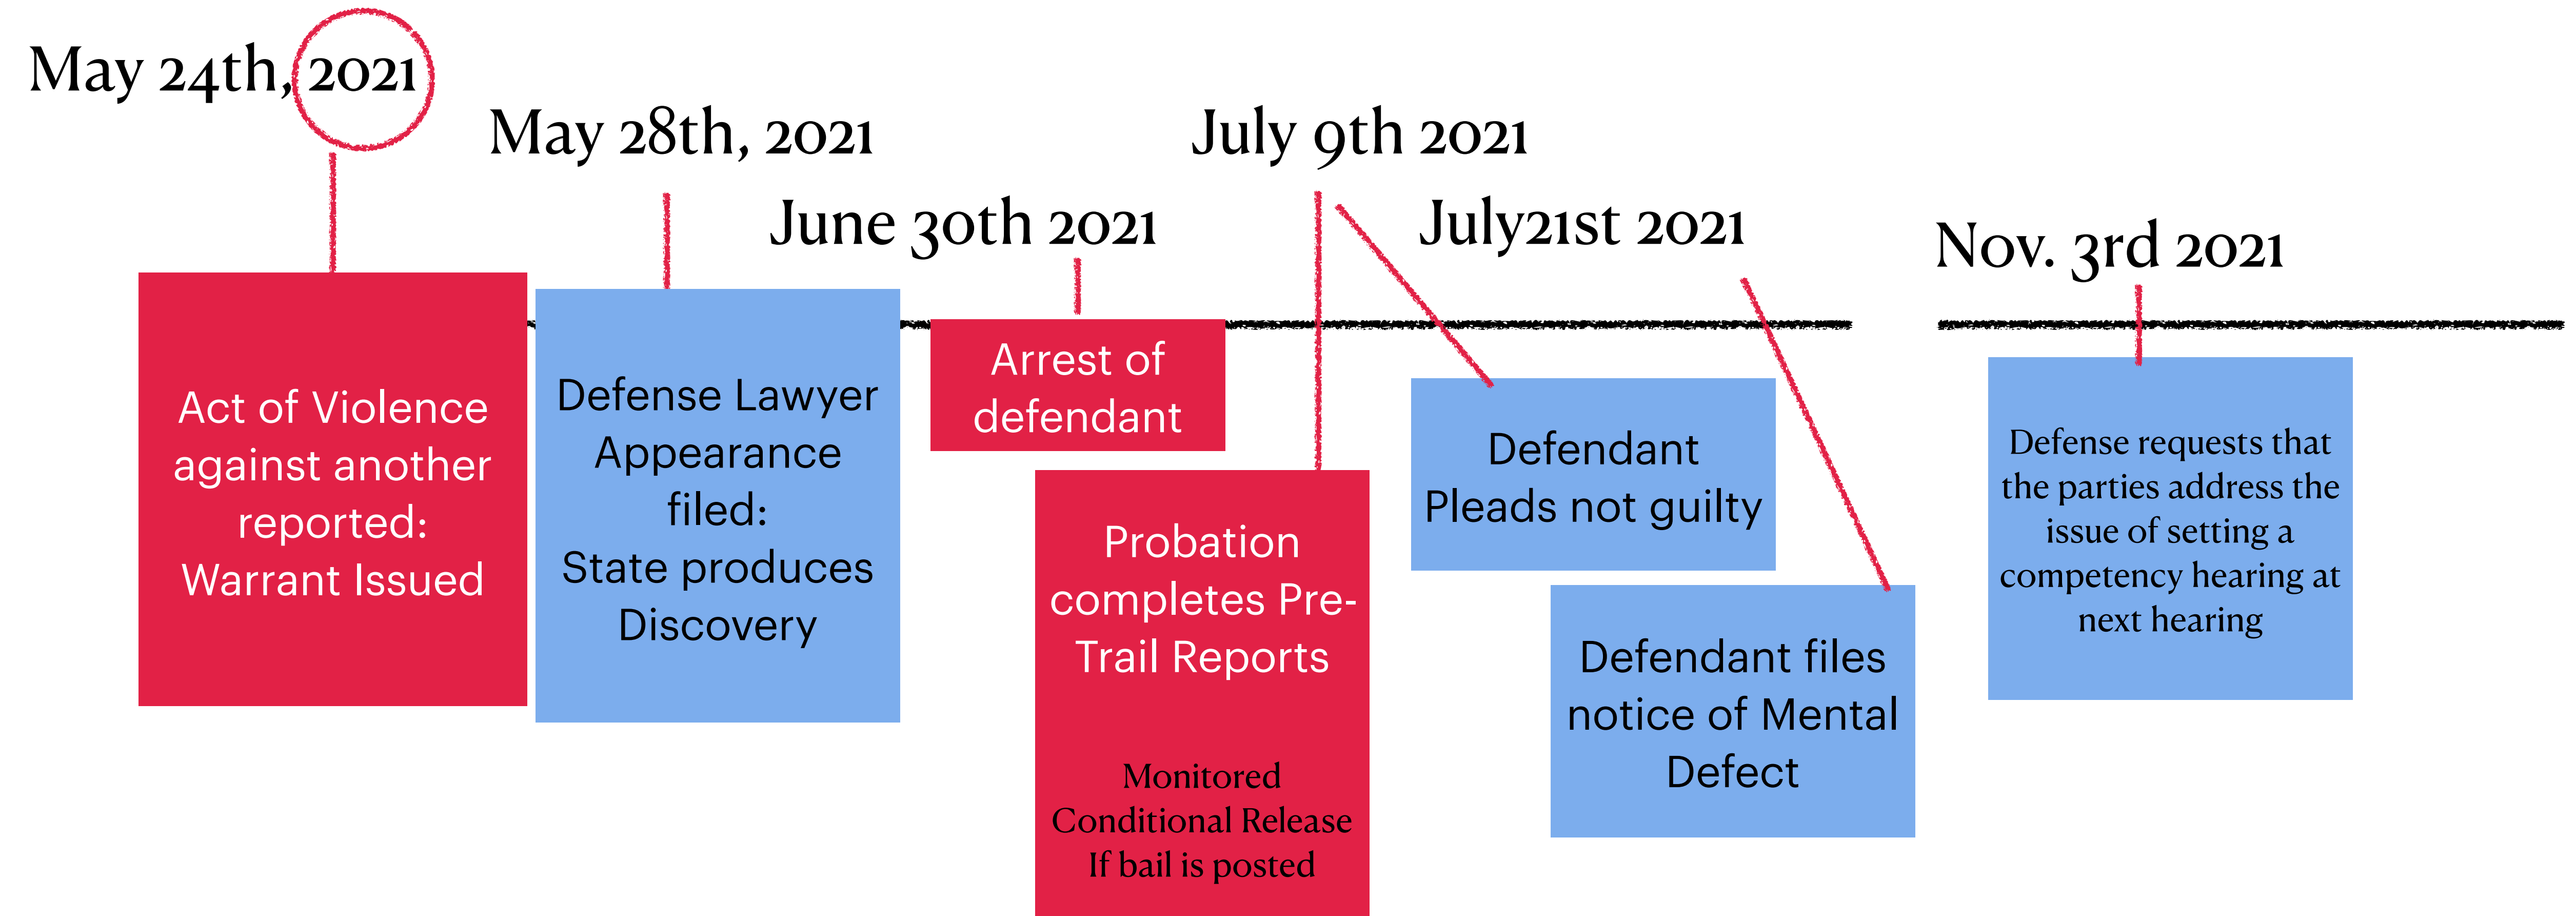 May 24th, 2021
May 28th, 2021
June 30th 2021
July 9th 2021
July21st 2021
Nov. 3rd 2021
Act of Violence
against another
reported:
Warrant Issued
Defense Lawyer
Appearance
filed:
State produces
Discovery
Arrest of
defendant
Probation
completes Pre-
Trail Reports
Monitored
Conditional Release
If bail is posted
Defendant
Pleads not guilty
Defendant files
notice of Mental
Defect
Defense requests that
the parties address the
issue of setting a
competency hearing at
next hearing